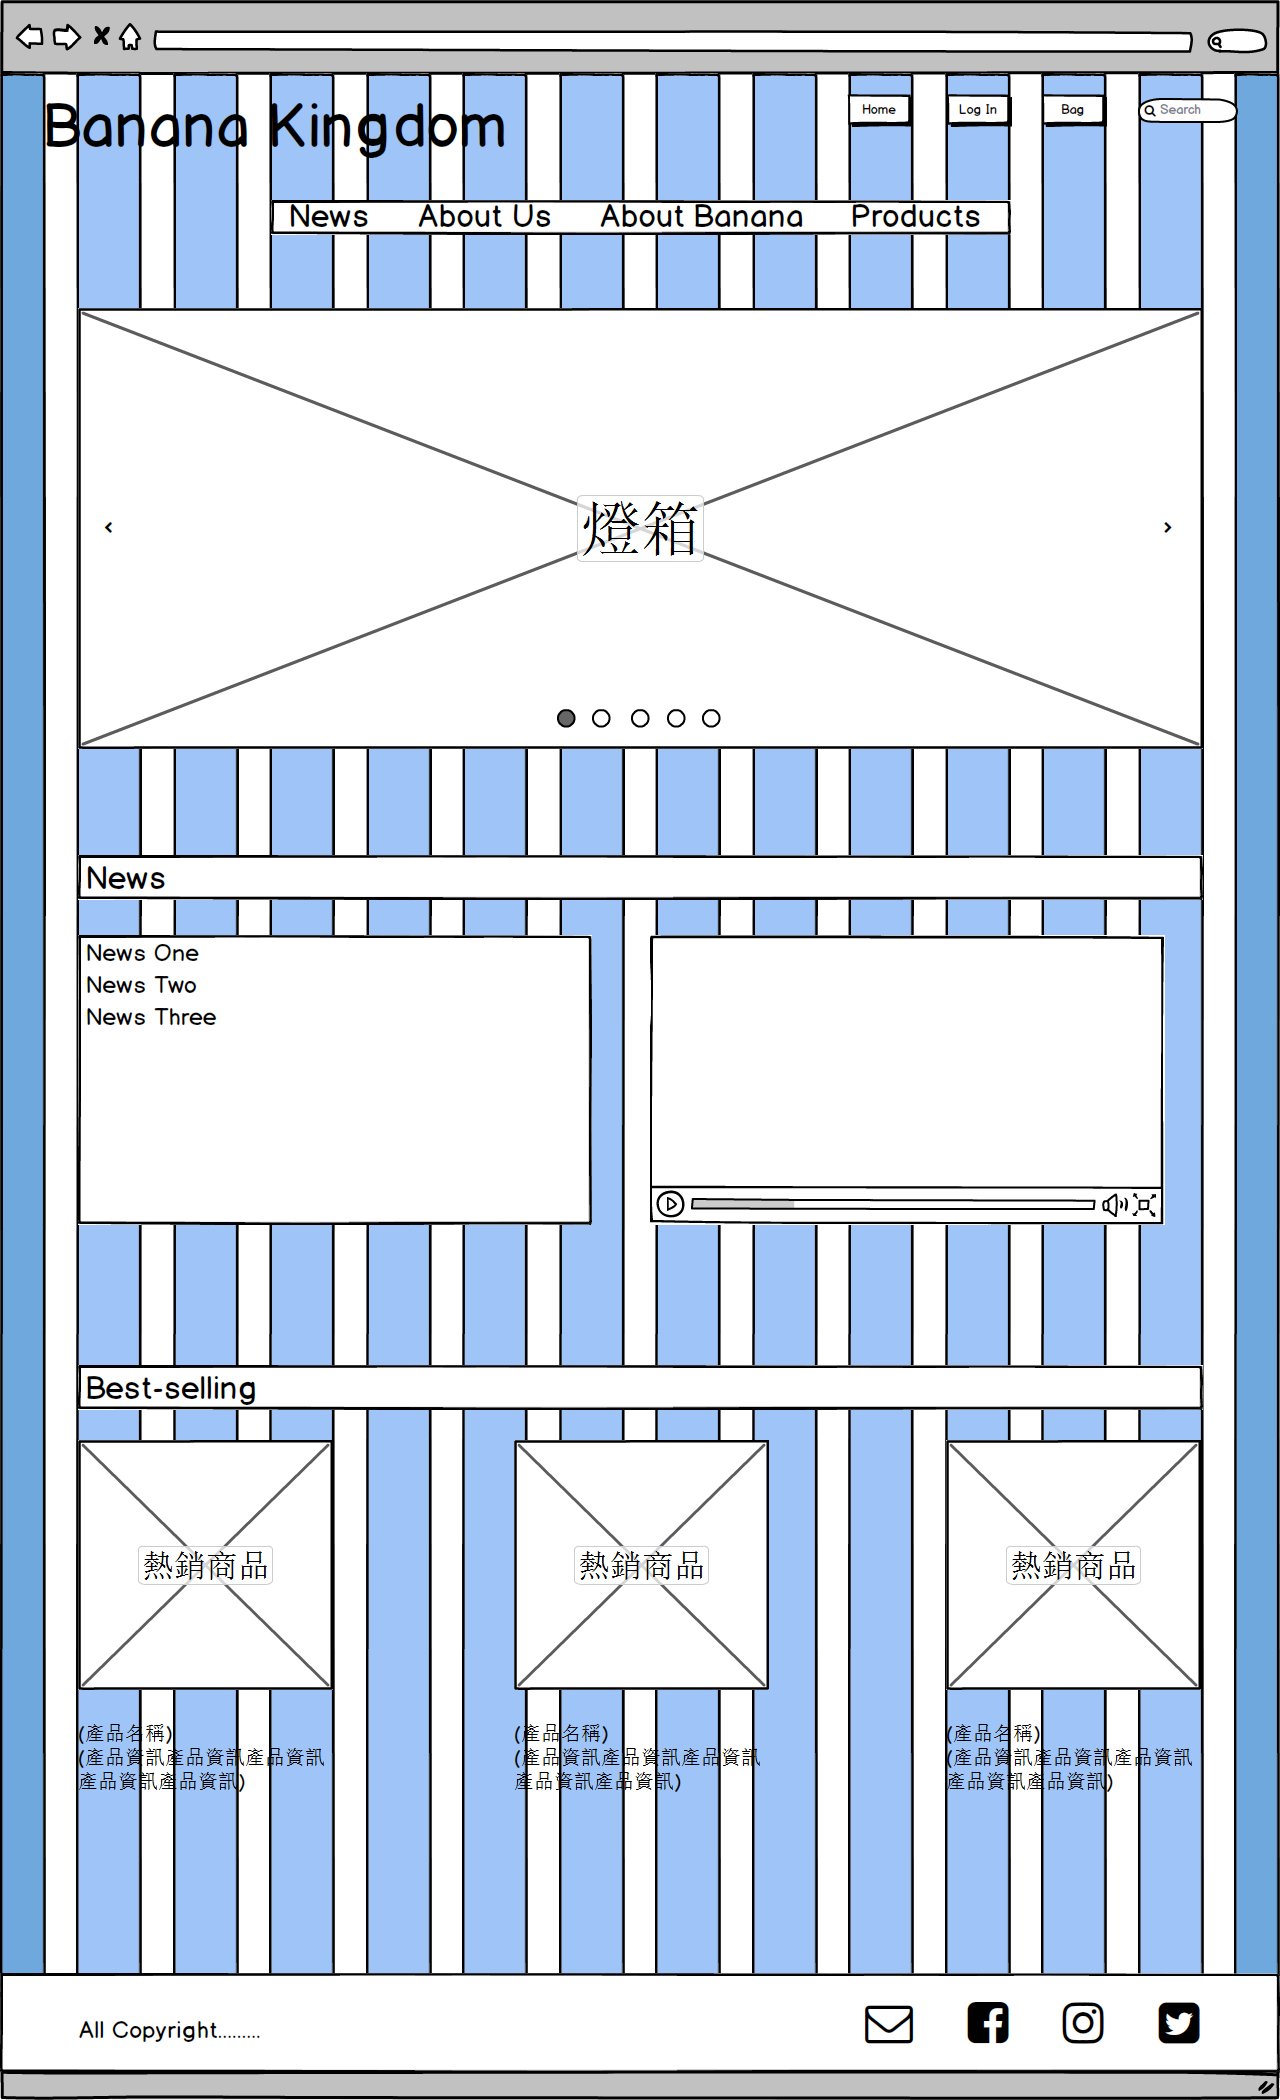 Banana Kingdom
Home
Log In
Bag
Search
News
About Us
About Banana
Products
燈箱
News
News One
News Two
News Three
Best-selling
熱銷商品
熱銷商品
熱銷商品
(產品名稱)
(產品資訊產品資訊產品資訊
產品資訊產品資訊)
(產品名稱)
(產品資訊產品資訊產品資訊
產品資訊產品資訊)
(產品名稱)
(產品資訊產品資訊產品資訊
產品資訊產品資訊)
All Copyright.........